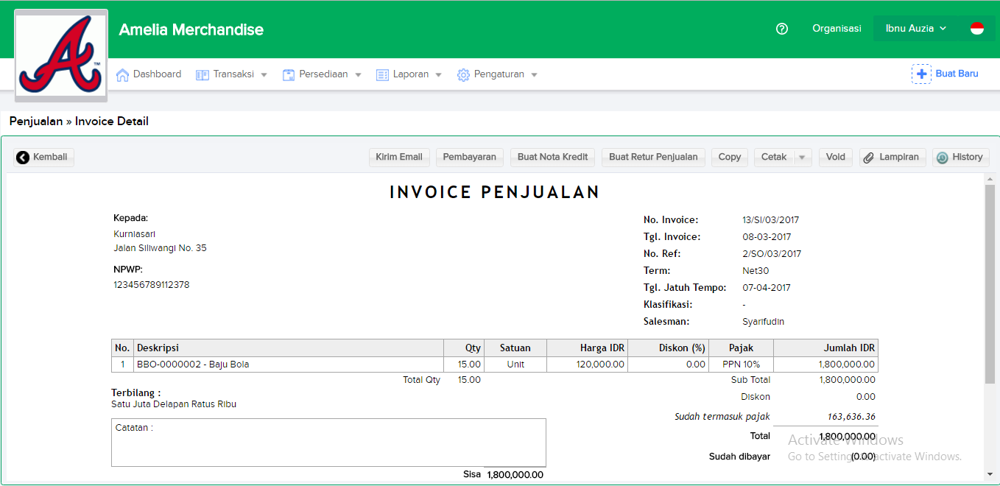 Amelia Merchandise
Organisasi
Ibnu Auzia
A
TM
Dashboard
Transaksi
Persediaan
Laporan
Pengaturan
Buat Baru
Penjualan » Invoice Detail
Kembali
Kirim Email
Pembayaran
Buat Nota Kredit
Buat Retur Penjualan
Copy
Cetak
Void
Lampiran
History
INVOICE PENJUALAN
Kepada:
Kurniasari
Jalan Siliwangi No. 35
NPWP:
123456789112378
No. Invoice: 13/SI/03/2017
Tgl. Invoice: 08-03-2017
No. Ref: 2/SO/03/2017
Term: Net30
Tgl. Jatuh Tempo: 07-04-2017
Klasifikasi: -
Salesman: Syarifudin
No. Deskripsi Qty Satuan Harga IDR Diskon (%) Pajak Jumlah IDR
1 BBO-0000002 - Baju Bola 15.00 Unit 120,000.00 0.00 PPN 10% 1,800,000.00
Total Qty 15.00 Sub Total 1,800,000.00
Terbilang :
Satu Juta Delapan Ratus Ribu
Diskon 0.00
Sudah termasuk pajak 163,636.36
Catatan :
Total 1,800,000.00
Sudah dibayar (0.00)
Sisa 1,800,000.00
Activate Windows
Go to Settings to activate Windows.